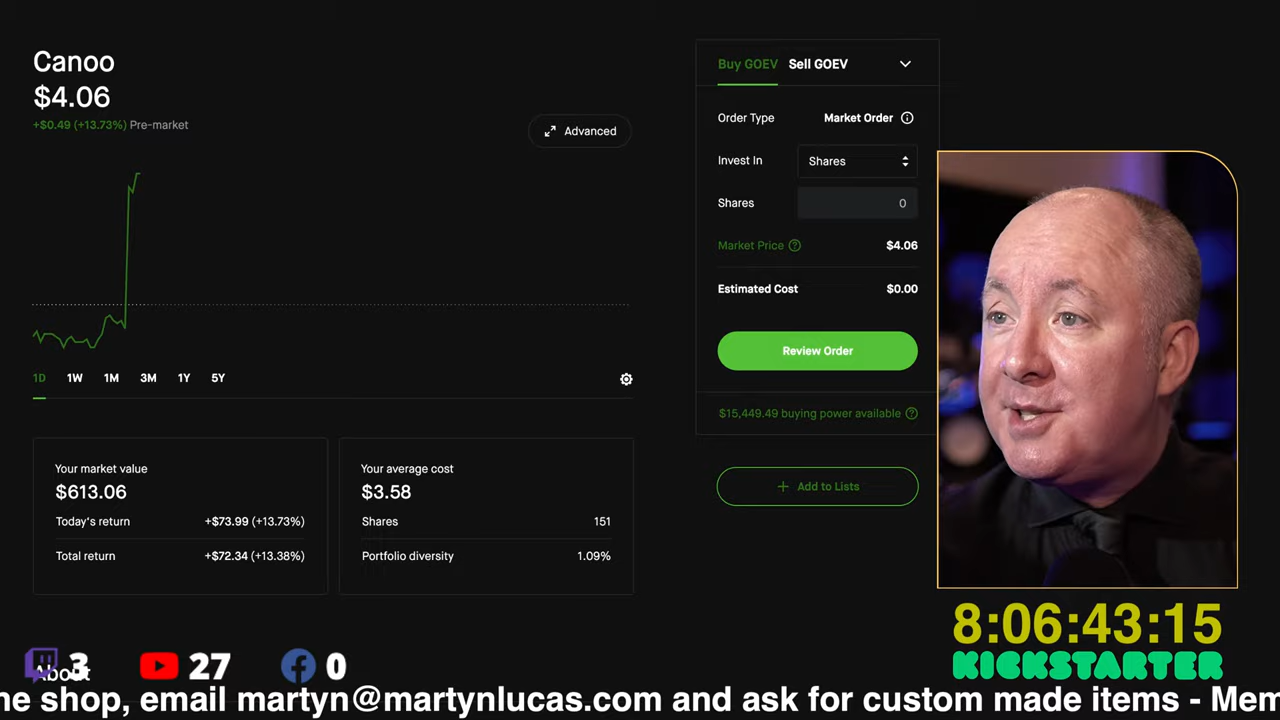 Canoo
$4.06
+$0.49 (+13.73%) Pre-market
Advanced
1D 1W 1M 3M 1Y 5Y
Your market value
$613.06
Today's return +$73.99 (+13.73%)
Total return +$72.34 (+13.38%)
Your average cost
$3.58
Shares 151
Portfolio diversity 1.09%
Buy GOEV Sell GOEV
Order Type Market Order
Invest In Shares
Shares 0
Market Price $4.06
Estimated Cost $0.00
Review Order
$15,449.49 buying power available
+ Add to Lists
8:06:43:15
KICKSTARTER
About
3 27 0
ne shop, email martyn@martynlucas.com and ask for custom made items - Mem